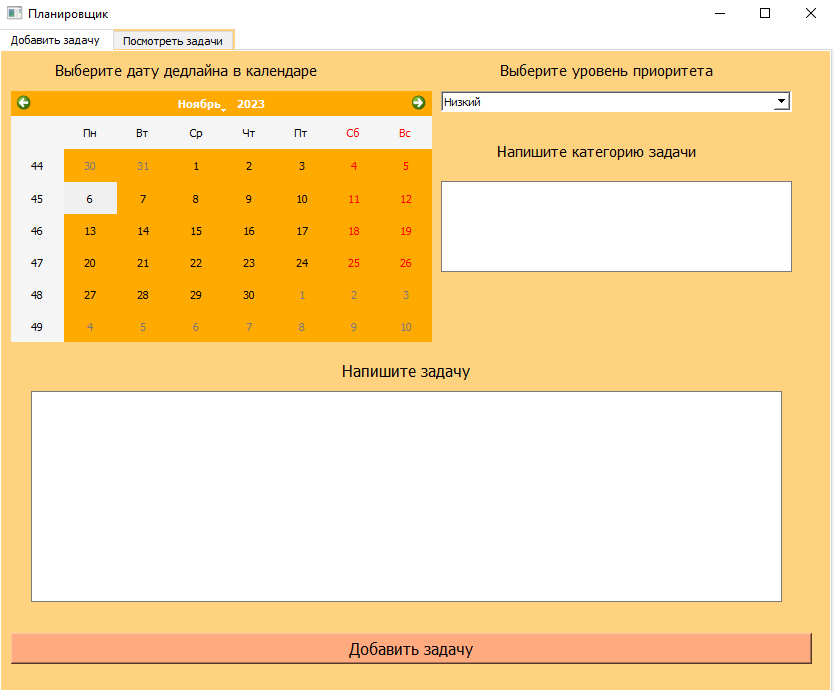 Планировщик
Добавить задачу Посмотреть задачи
Выберите дату дедлайна в календаре
Ноябрь 2023
Пн Вт Ср Чт Пт Сб Вс
44 30 31 1 2 3 4 5
45 6 7 8 9 10 11 12
46 13 14 15 16 17 18 19
47 20 21 22 23 24 25 26
48 27 28 29 30 1 2 3
49 4 5 6 7 8 9 10
Выберите уровень приоритета
Низкий
Напишите категорию задачи
Напишите задачу
Добавить задачу